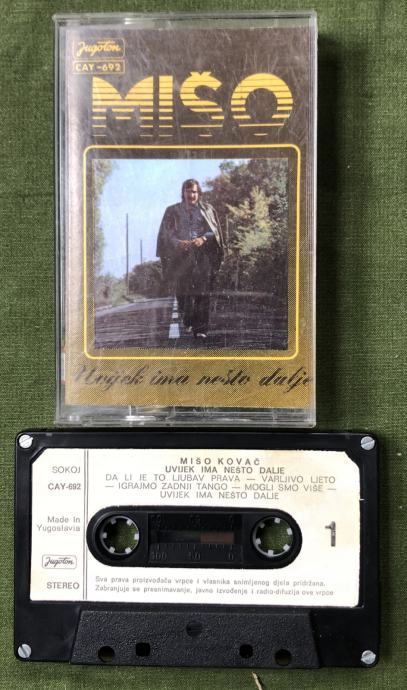 Jugoton
CAY-692
MIŠO
Uvijek ima nešto dalje
MIŠO KOVAČ
UVIJEK IMA NEŠTO DALJE
SOKOJ
DA LI JE TO LJUBAV PRAVA — VARLJIVO LJETO
CAY-692
— IGRAJMO ZADNJI TANGO — MOGLI SMO VIŠE —
UVIJEK IMA NEŠTO DALJE
Made In
Yugoslavia
1
Jugoton
STEREO
Sva prava proizvođača vrpce i vlasnika snimljenog djela pridržana.
Zabranjuje se presnimavanje, javno izvođenje i radio-difuzija ove vrpce